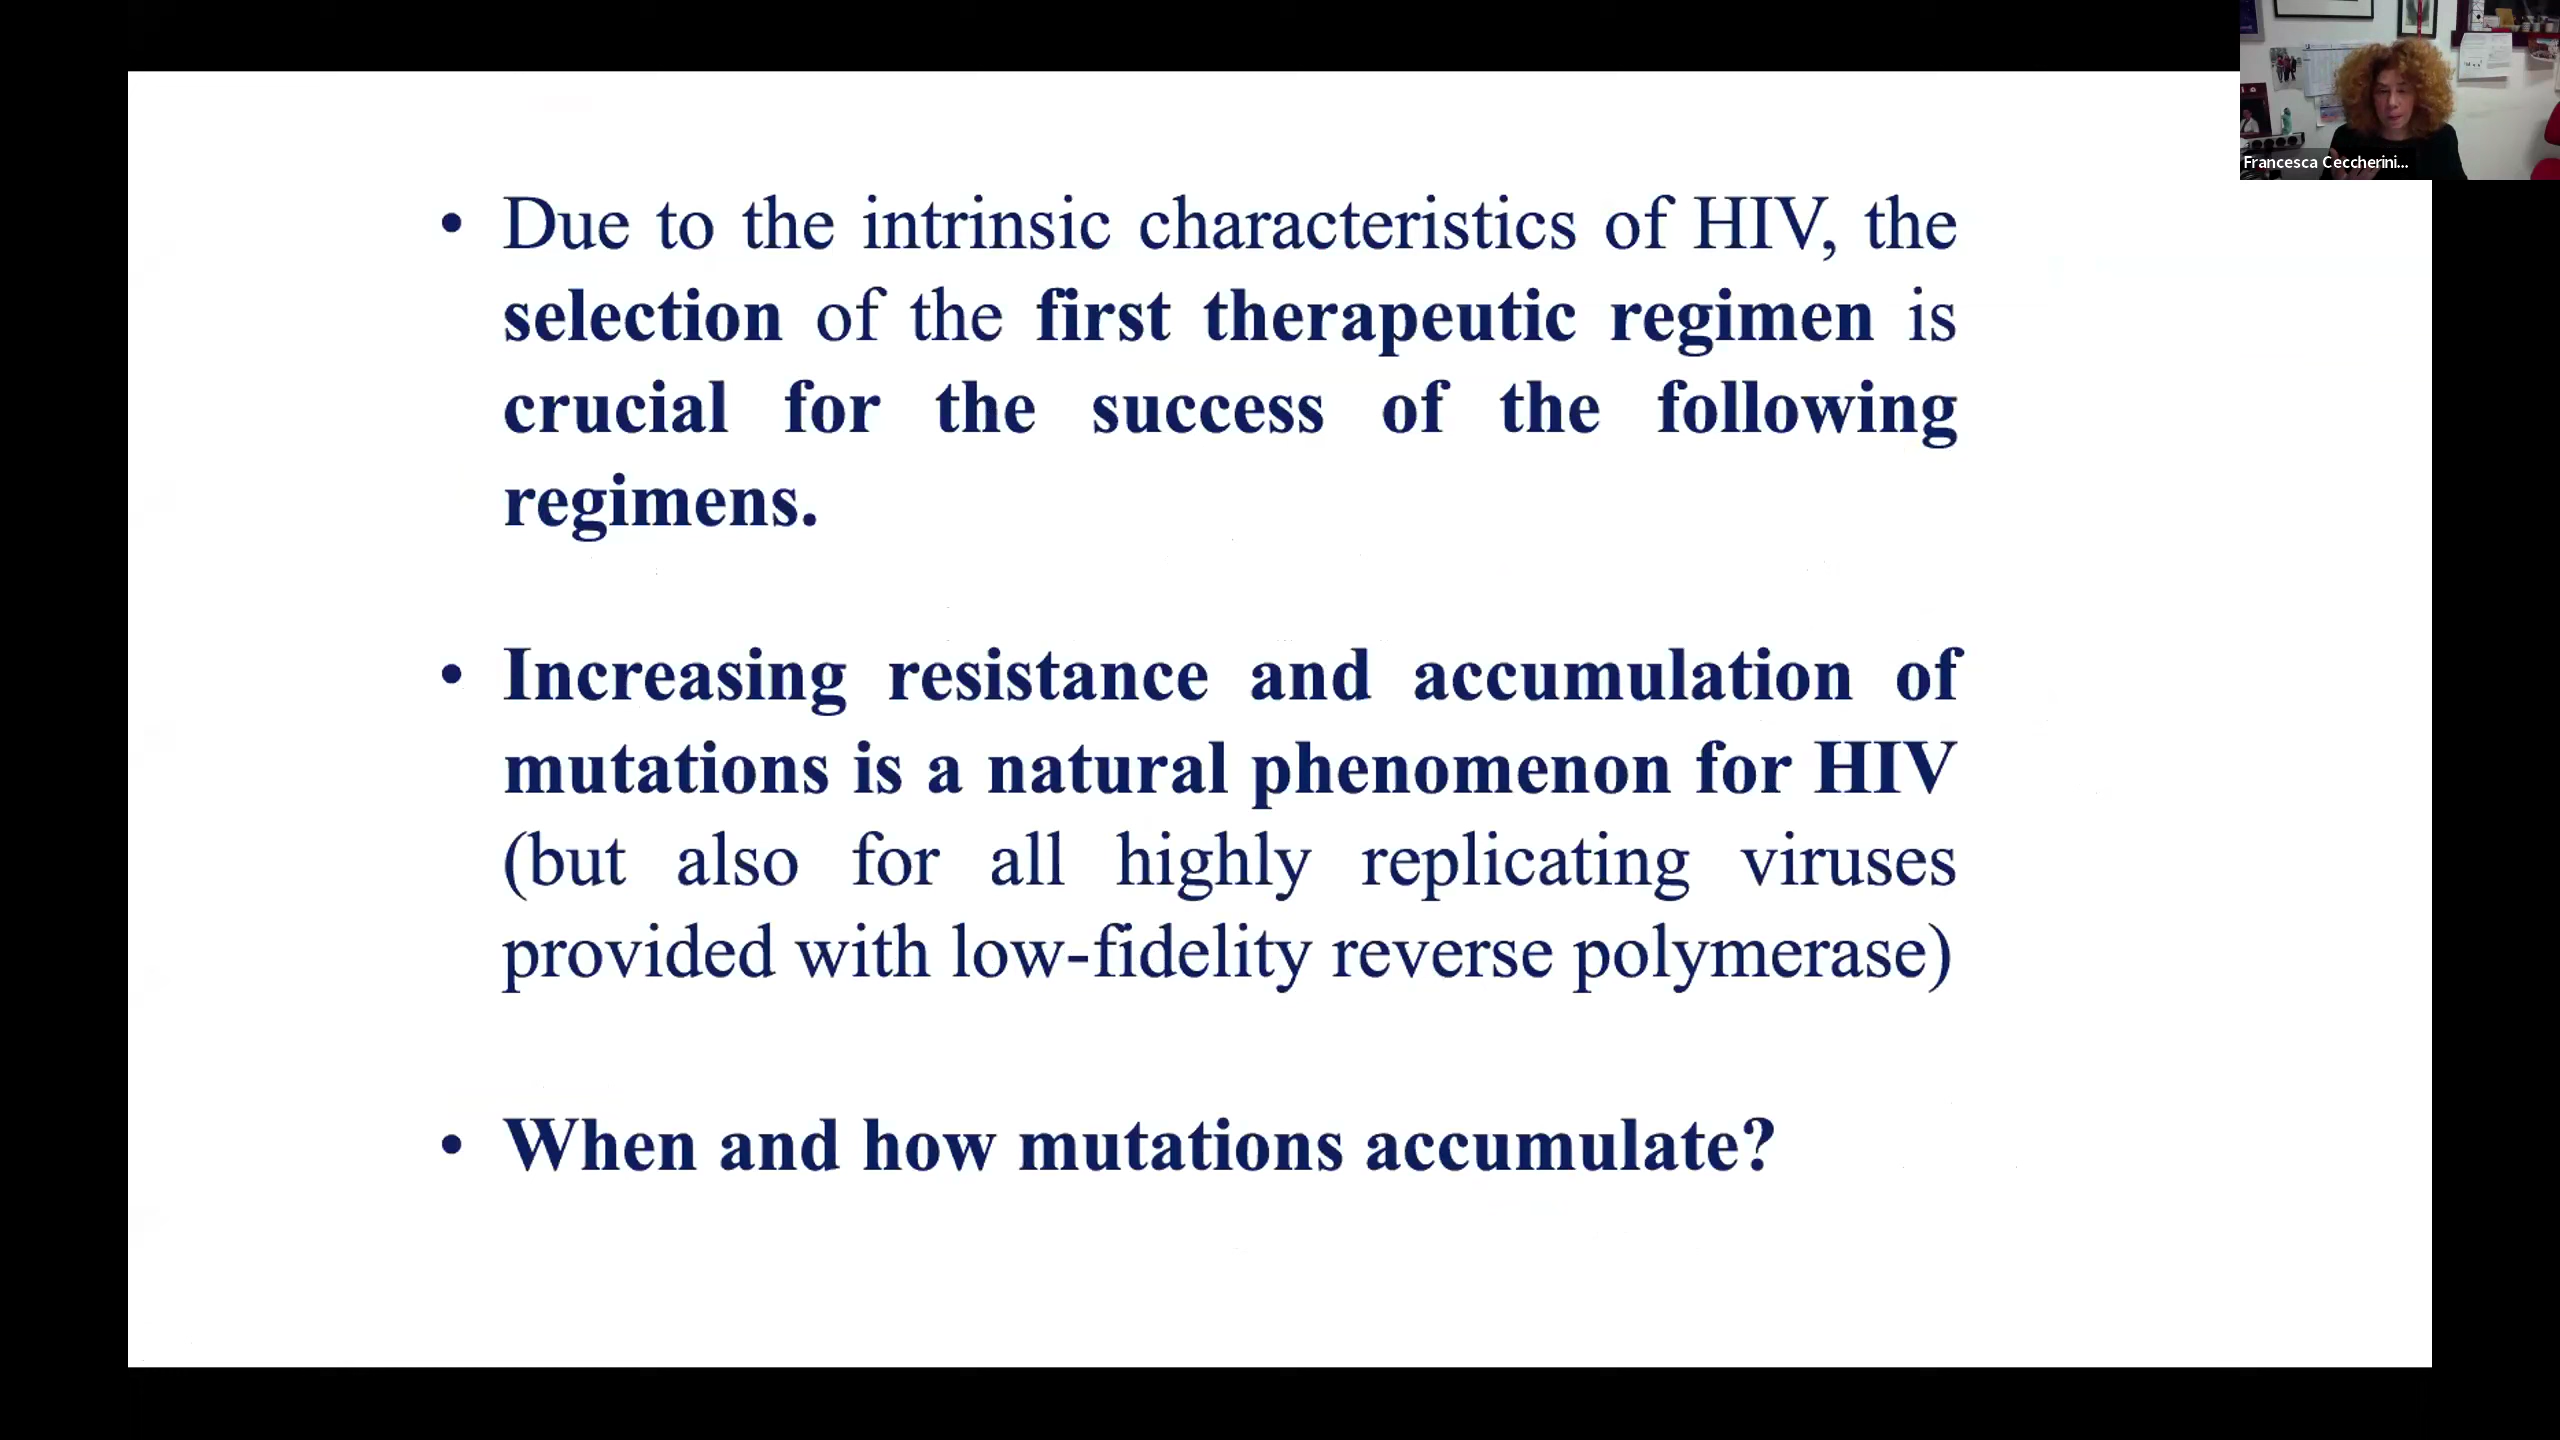 • Due to the intrinsic characteristics of HIV, the
selection of the first therapeutic regimen is
crucial for the success of the following
regimens.
• Increasing resistance and accumulation of
mutations is a natural phenomenon for HIV
(but also for all highly replicating viruses
provided with low-fidelity reverse polymerase)
• When and how mutations accumulate?
Francesca Ceccherini...